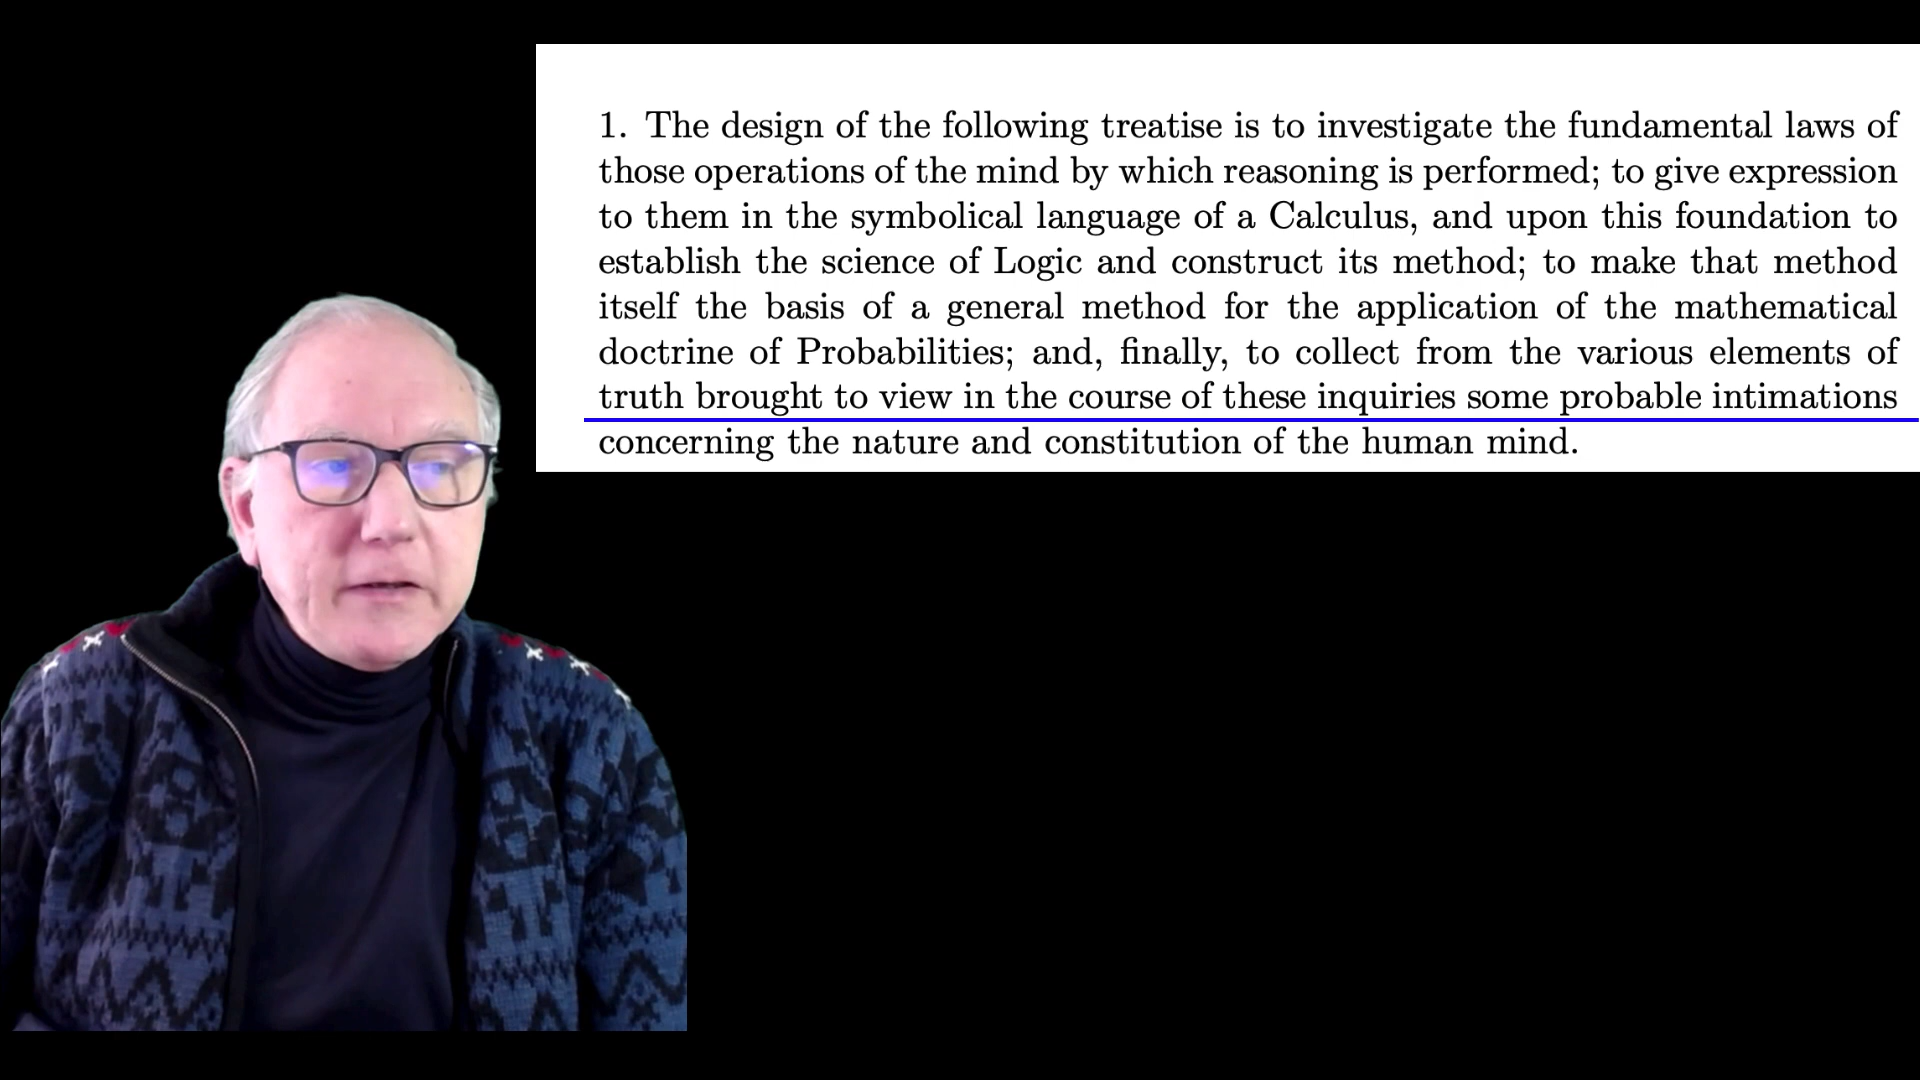 1. The design of the following treatise is to investigate the fundamental laws of
those operations of the mind by which reasoning is performed; to give expression
to them in the symbolical language of a Calculus, and upon this foundation to
establish the science of Logic and construct its method; to make that method
itself the basis of a general method for the application of the mathematical
doctrine of Probabilities; and, finally, to collect from the various elements of
truth brought to view in the course of these inquiries some probable intimations
concerning the nature and constitution of the human mind.